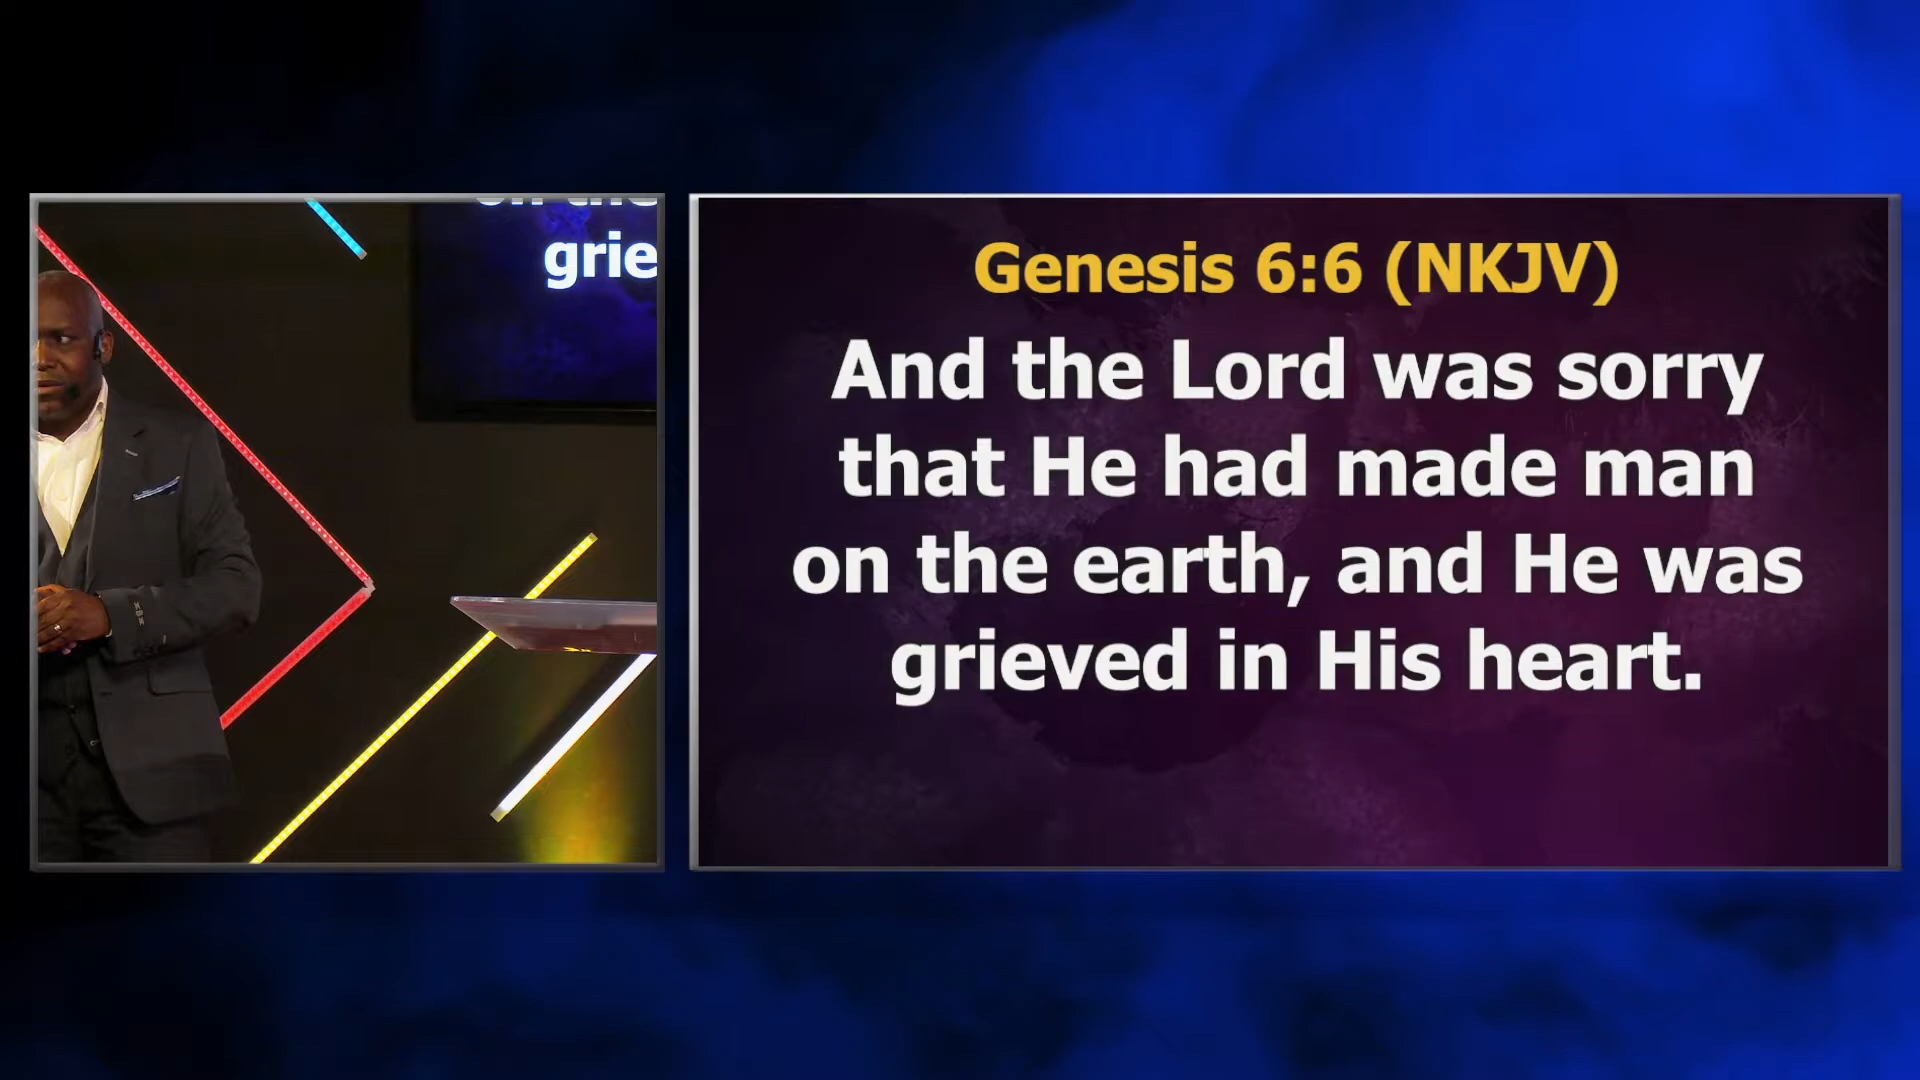 grie
Genesis 6:6 (NKJV)
And the Lord was sorry
that He had made man
on the earth, and He was
grieved in His heart.